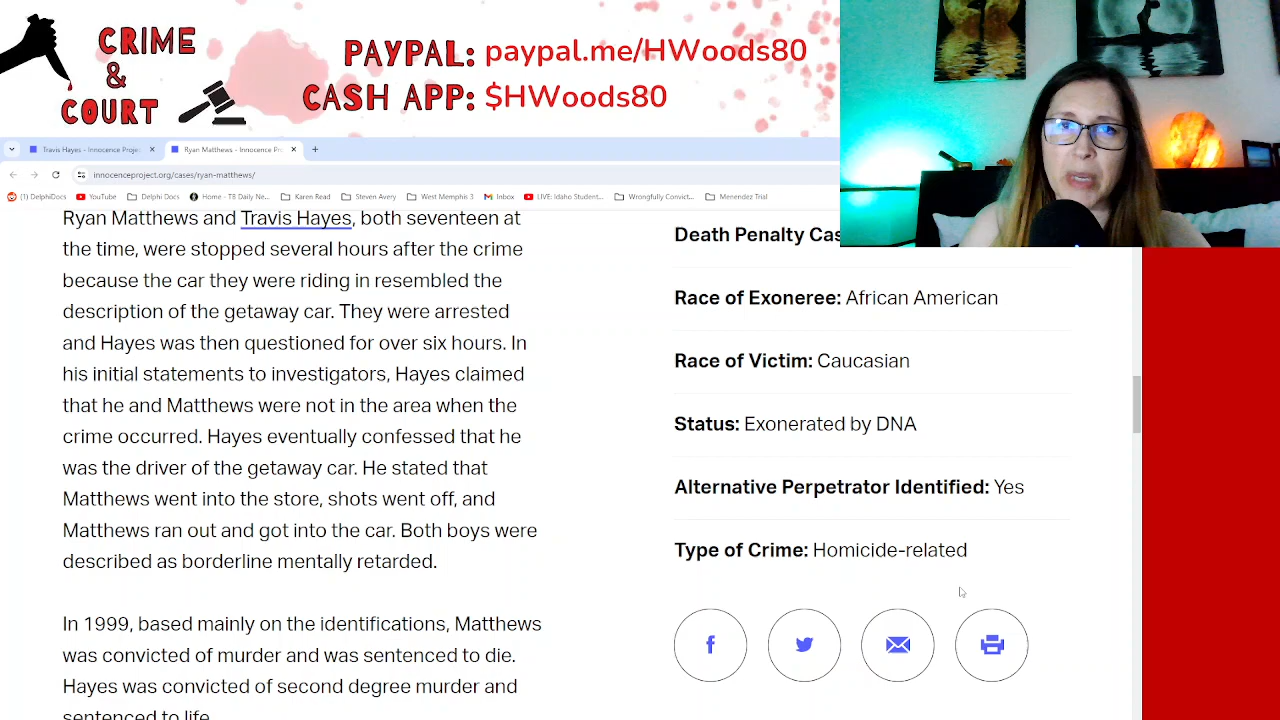 CRIME
&
COURT
PAYPAL: paypal.me/HWoods80
CASH APP: $HWoods80
Travis Hayes - Innocence Proje
Ryan Matthews - Innocence Pro
innocenceproject.org/cases/ryan-matthews/
(1) DelphiDocs YouTube Delphi Docs Home - T8 Daily Ne... Karen Read Steven Avery West Memphis 3 Inbox LIVE: Idaho Student... Wrongfully Convict... Menendez Trial
Ryan Matthews and Travis Hayes, both seventeen at
the time, were stopped several hours after the crime
because the car they were riding in resembled the
description of the getaway car. They were arrested
and Hayes was then questioned for over six hours. In
his initial statements to investigators, Hayes claimed
that he and Matthews were not in the area when the
crime occurred. Hayes eventually confessed that he
was the driver of the getaway car. He stated that
Matthews went into the store, shots went off, and
Matthews ran out and got into the car. Both boys were
described as borderline mentally retarded.
In 1999, based mainly on the identifications, Matthews
was convicted of murder and was sentenced to die.
Hayes was convicted of second degree murder and
sentenced to life
Death Penalty Cas
Race of Exoneree: African American
Race of Victim: Caucasian
Status: Exonerated by DNA
Alternative Perpetrator Identified: Yes
Type of Crime: Homicide-related